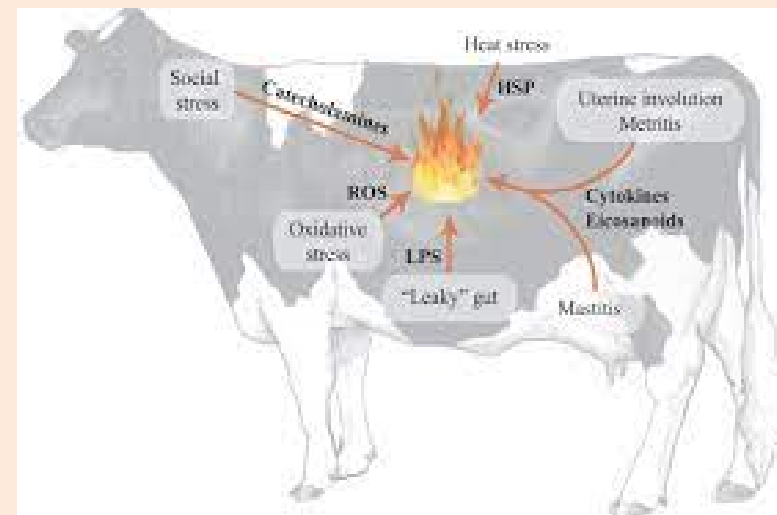 Heat stress
HSP
Social
stress
Catecholamines
Uterine involution
Metritis
ROS
Cytokines
Eicosanoids
Oxidative
stress
LPS
"Leaky" gut
Mastitis